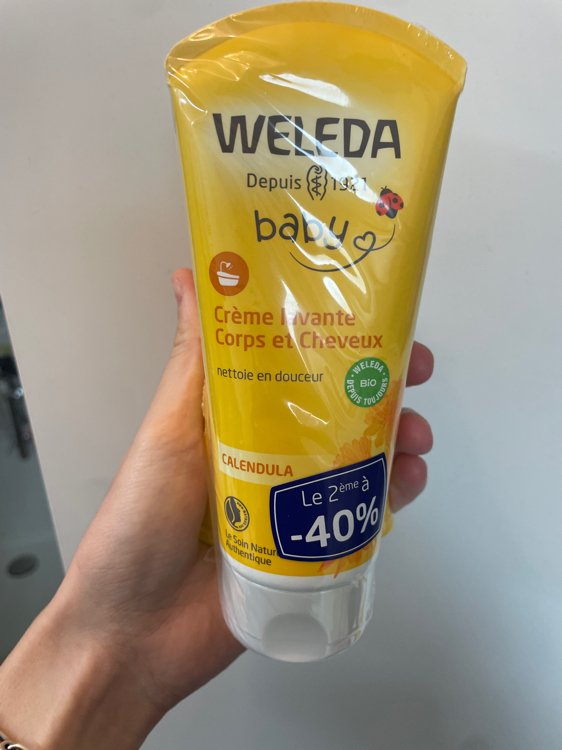 WELEDA
Depuis 1921
baby
Crème lavante
Corps et Cheveux
nettoie en douceur
WELEDA
Bio
DEPUIS TOUJOURS
CALENDULA
Le 2ème à
-40%
Le Soin Natur
Authentique